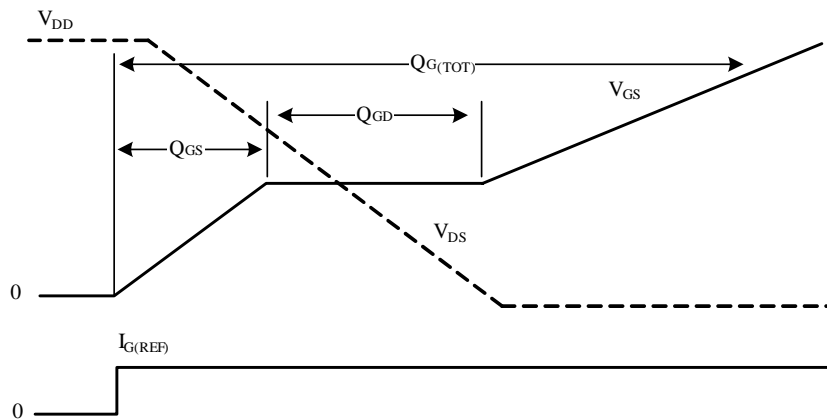 VDD
QG(TOT)
VGS
QGD
QGS
VDS
0
IG(REF)
0